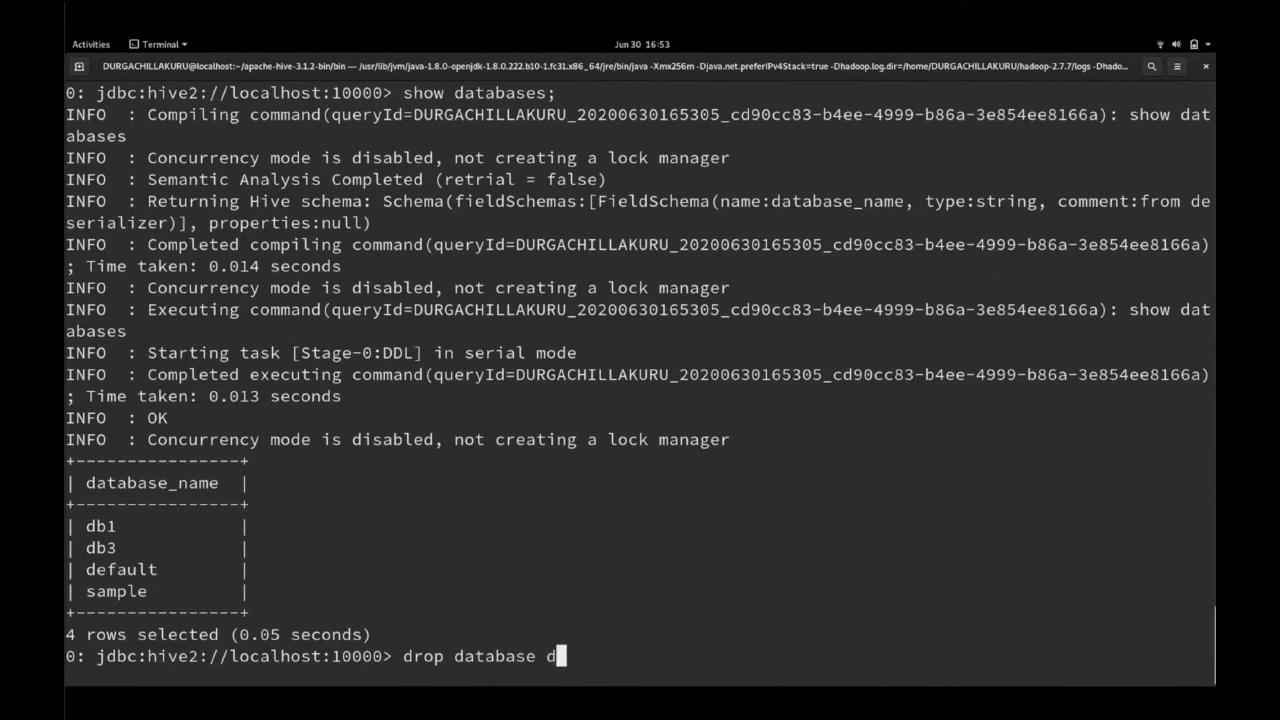 Activities Terminal Jun 30 16:53
DURGACHILLAKURU@localhost:~/apache-hive-3.1.2-bin/bin — /usr/lib/jvm/java-1.8.0-openjdk-1.8.0.222.b10-1.fc31.x86_64/jre/bin/java -Xmx256m -Djava.net.preferIPv4Stack=true -Dhadoop.log.dir=/home/DURGACHILLAKURU/hadoop-2.7.7/logs -Dhado...
0: jdbc:hive2://localhost:10000> show databases;
INFO  : Compiling command(queryId=DURGACHILLAKURU_20200630165305_cd90cc83-b4ee-4999-b86a-3e854ee8166a): show dat
abases
INFO  : Concurrency mode is disabled, not creating a lock manager
INFO  : Semantic Analysis Completed (retrial = false)
INFO  : Returning Hive schema: Schema(fieldSchemas:[FieldSchema(name:database_name, type:string, comment:from de
serializer)], properties:null)
INFO  : Completed compiling command(queryId=DURGACHILLAKURU_20200630165305_cd90cc83-b4ee-4999-b86a-3e854ee8166a)
; Time taken: 0.014 seconds
INFO  : Concurrency mode is disabled, not creating a lock manager
INFO  : Executing command(queryId=DURGACHILLAKURU_20200630165305_cd90cc83-b4ee-4999-b86a-3e854ee8166a): show dat
abases
INFO  : Starting task [Stage-0:DDL] in serial mode
INFO  : Completed executing command(queryId=DURGACHILLAKURU_20200630165305_cd90cc83-b4ee-4999-b86a-3e854ee8166a)
; Time taken: 0.013 seconds
INFO  : OK
INFO  : Concurrency mode is disabled, not creating a lock manager
+----------------+
| database_name  |
+----------------+
| db1            |
| db3            |
| default        |
| sample         |
+----------------+
4 rows selected (0.05 seconds)
0: jdbc:hive2://localhost:10000> drop database d